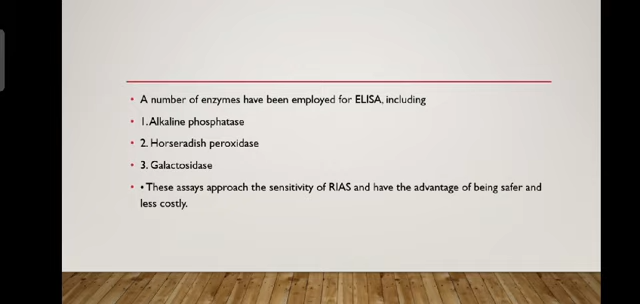 • A number of enzymes have been employed for ELISA, including
• 1. Alkaline phosphatase
• 2. Horseradish peroxidase
• 3. Galactosidase
• • These assays approach the sensitivity of RIAS and have the advantage of being safer and
less costly.